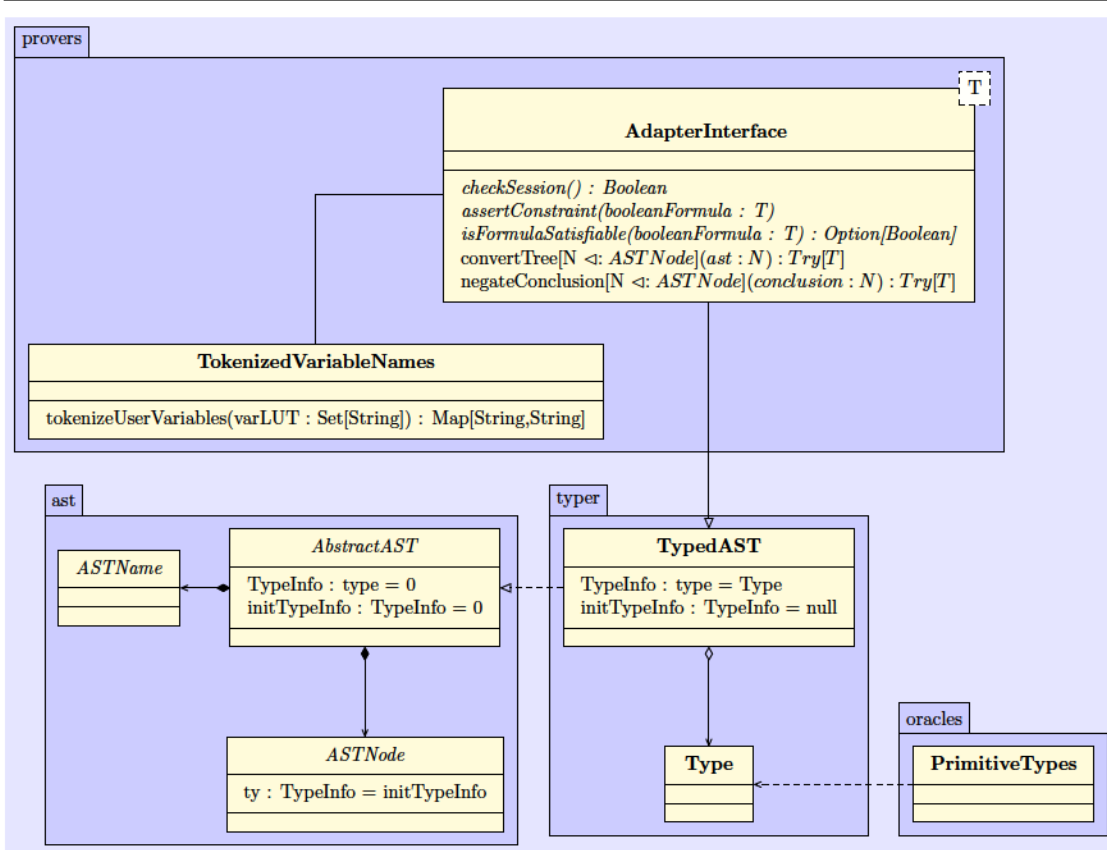 provers
T
AdapterInterface
checkSession() : Boolean
assertConstraint(booleanFormula : T)
isFormulaSatisfiable(booleanFormula : T) : Option[Boolean]
convertTree[N ⊲: ASTNode](ast : N) : Try[T]
negateConclusion[N ⊲: ASTNode](conclusion : N) : Try[T]
TokenizedVariableNames
tokenizeUserVariables(varLUT : Set[String]) : Map[String,String]
ast
ASTName
AbstractAST
TypeInfo : type = 0
initTypeInfo : TypeInfo = 0
ASTNode
ty : TypeInfo = initTypeInfo
typer
TypedAST
TypeInfo : type = Type
initTypeInfo : TypeInfo = null
Type
oracles
PrimitiveTypes